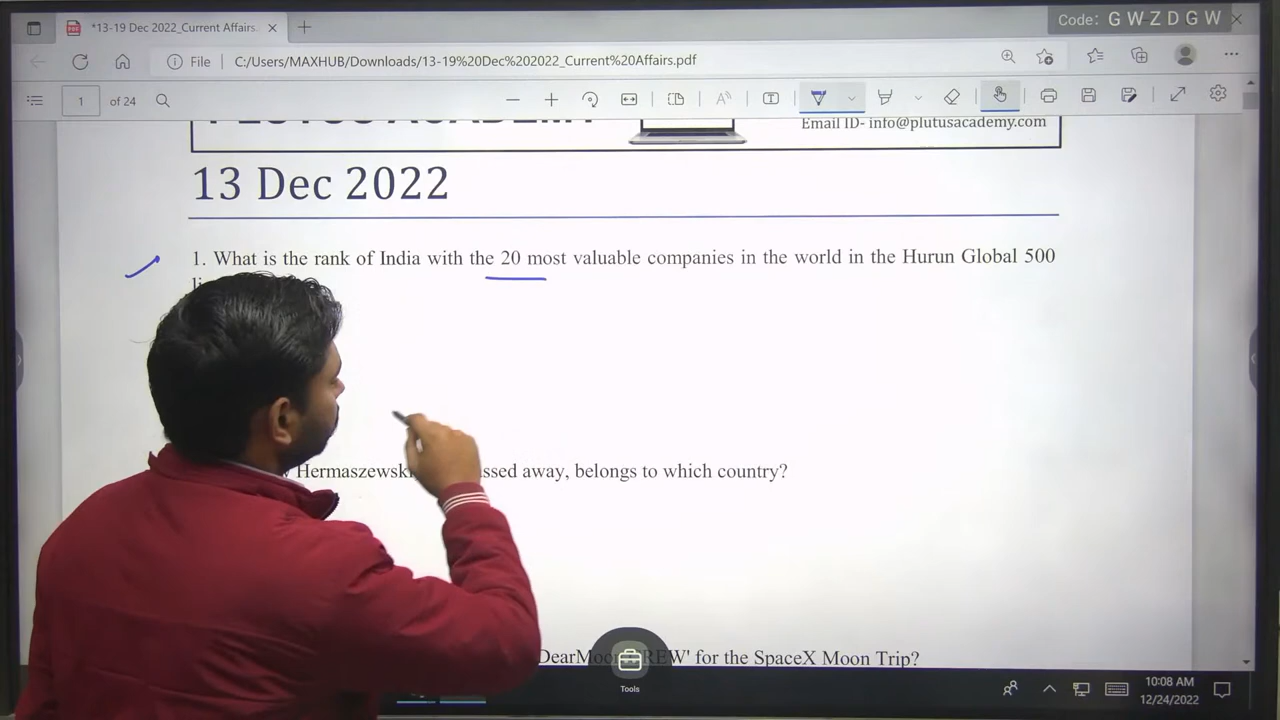 *13-19 Dec 2022_Current Affairs.
Code: G W Z D G W
File C:/Users/MAXHUB/Downloads/13-19%20Dec%202022_Current%20Affairs.pdf
1 of 24
PLUTUS ACADEMY
Email ID- info@plutusacademy.com
13 Dec 2022
1. What is the rank of India with the 20 most valuable companies in the world in the Hurun Global 500
Hermaszewski away, belongs to which country?
for the SpaceX Moon Trip?
Tools
10:08 AM
12/24/2022